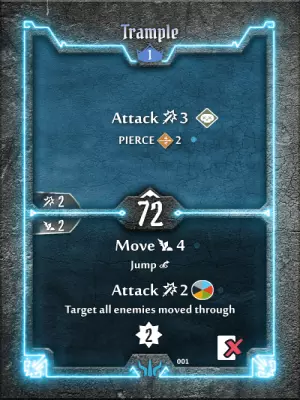 Trample
1
Attack 3
PIERCE 2
2
72
2
Move 4
Jump
Attack 2
Target all enemies moved through
2
001